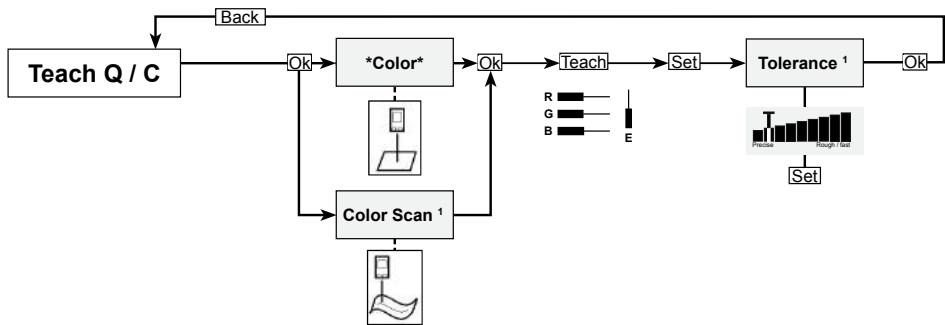 Back
Teach Q / C
Ok
*Color*
Ok
Teach
Set
Tolerance ¹
Ok
R
G
B
E
Precise
Rough / fast
Set
Color Scan ¹